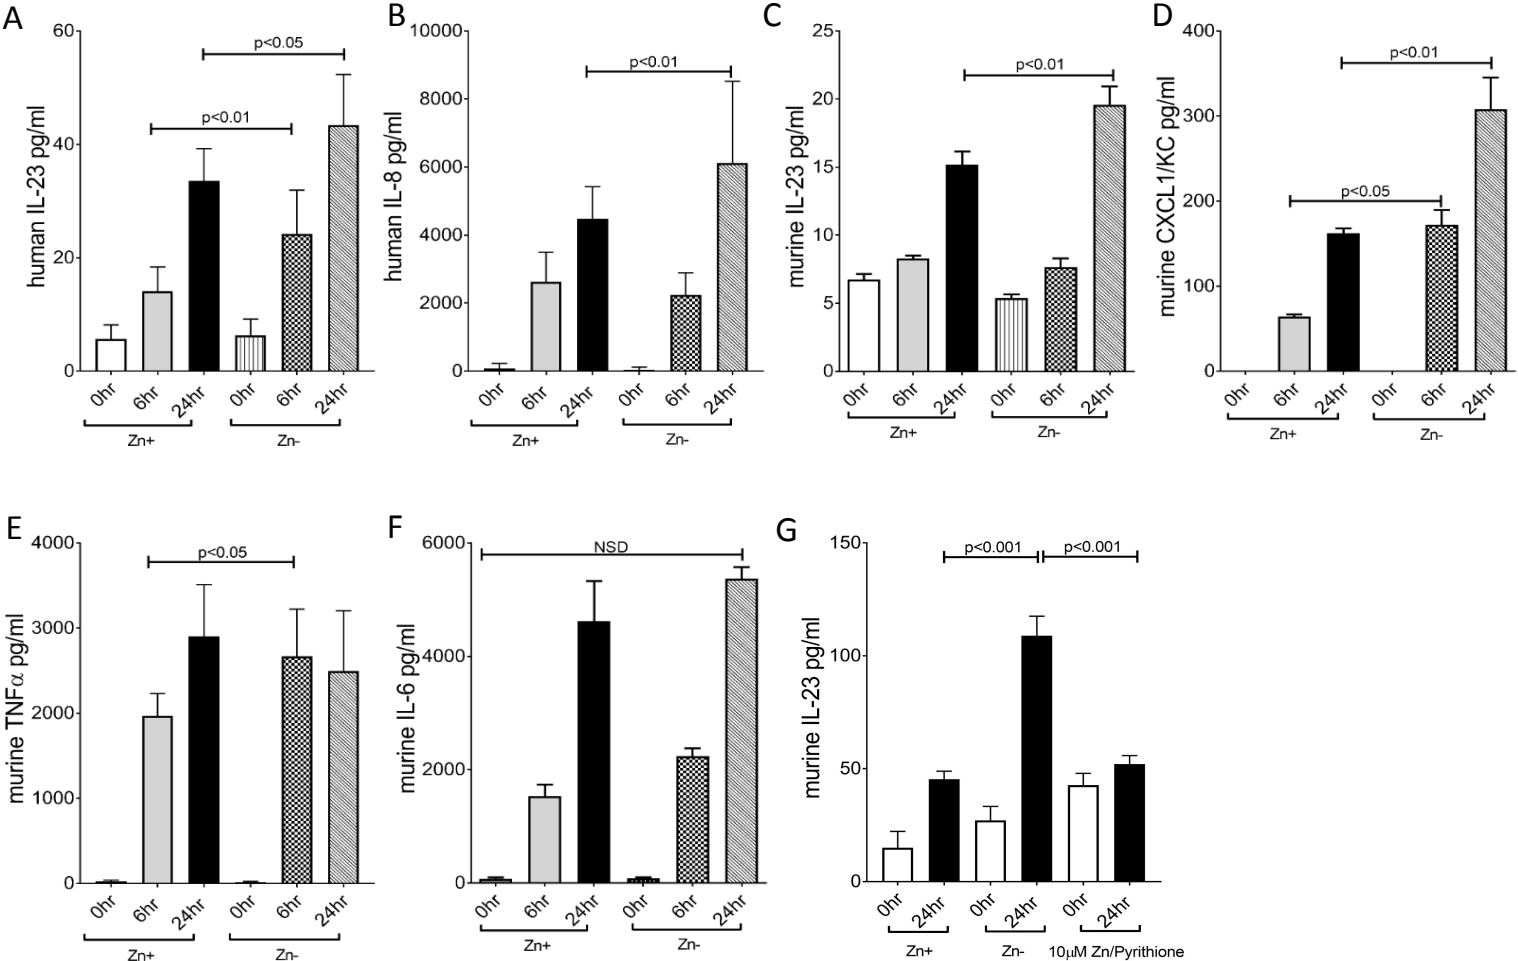 A
human IL-23 pg/ml
60
40
20
0
p<0.05
p<0.01
0hr 6hr 24hr 0hr 6hr 24hr
Zn+ Zn-
B
human IL-8 pg/ml
10000
8000
6000
4000
2000
0
p<0.01
0hr 6hr 24hr 0hr 6hr 24hr
Zn+ Zn-
C
murine IL-23 pg/ml
25
20
15
10
5
0
p<0.01
0hr 6hr 24hr 0hr 6hr 24hr
Zn+ Zn-
D
murine CXCL1/KC pg/ml
400
300
200
100
0
p<0.01
p<0.05
0hr 6hr 24hr 0hr 6hr 24hr
Zn+ Zn-
E
murine TNFα pg/ml
4000
3000
2000
1000
0
p<0.05
0hr 6hr 24hr 0hr 6hr 24hr
Zn+ Zn-
F
murine IL-6 pg/ml
6000
4000
2000
0
NSD
0hr 6hr 24hr 0hr 6hr 24hr
Zn+ Zn-
G
murine IL-23 pg/ml
150
100
50
0
p<0.001 p<0.001
0hr 24hr 0hr 24hr 0hr 24hr
Zn+ Zn- 10μM Zn/Pyrithione